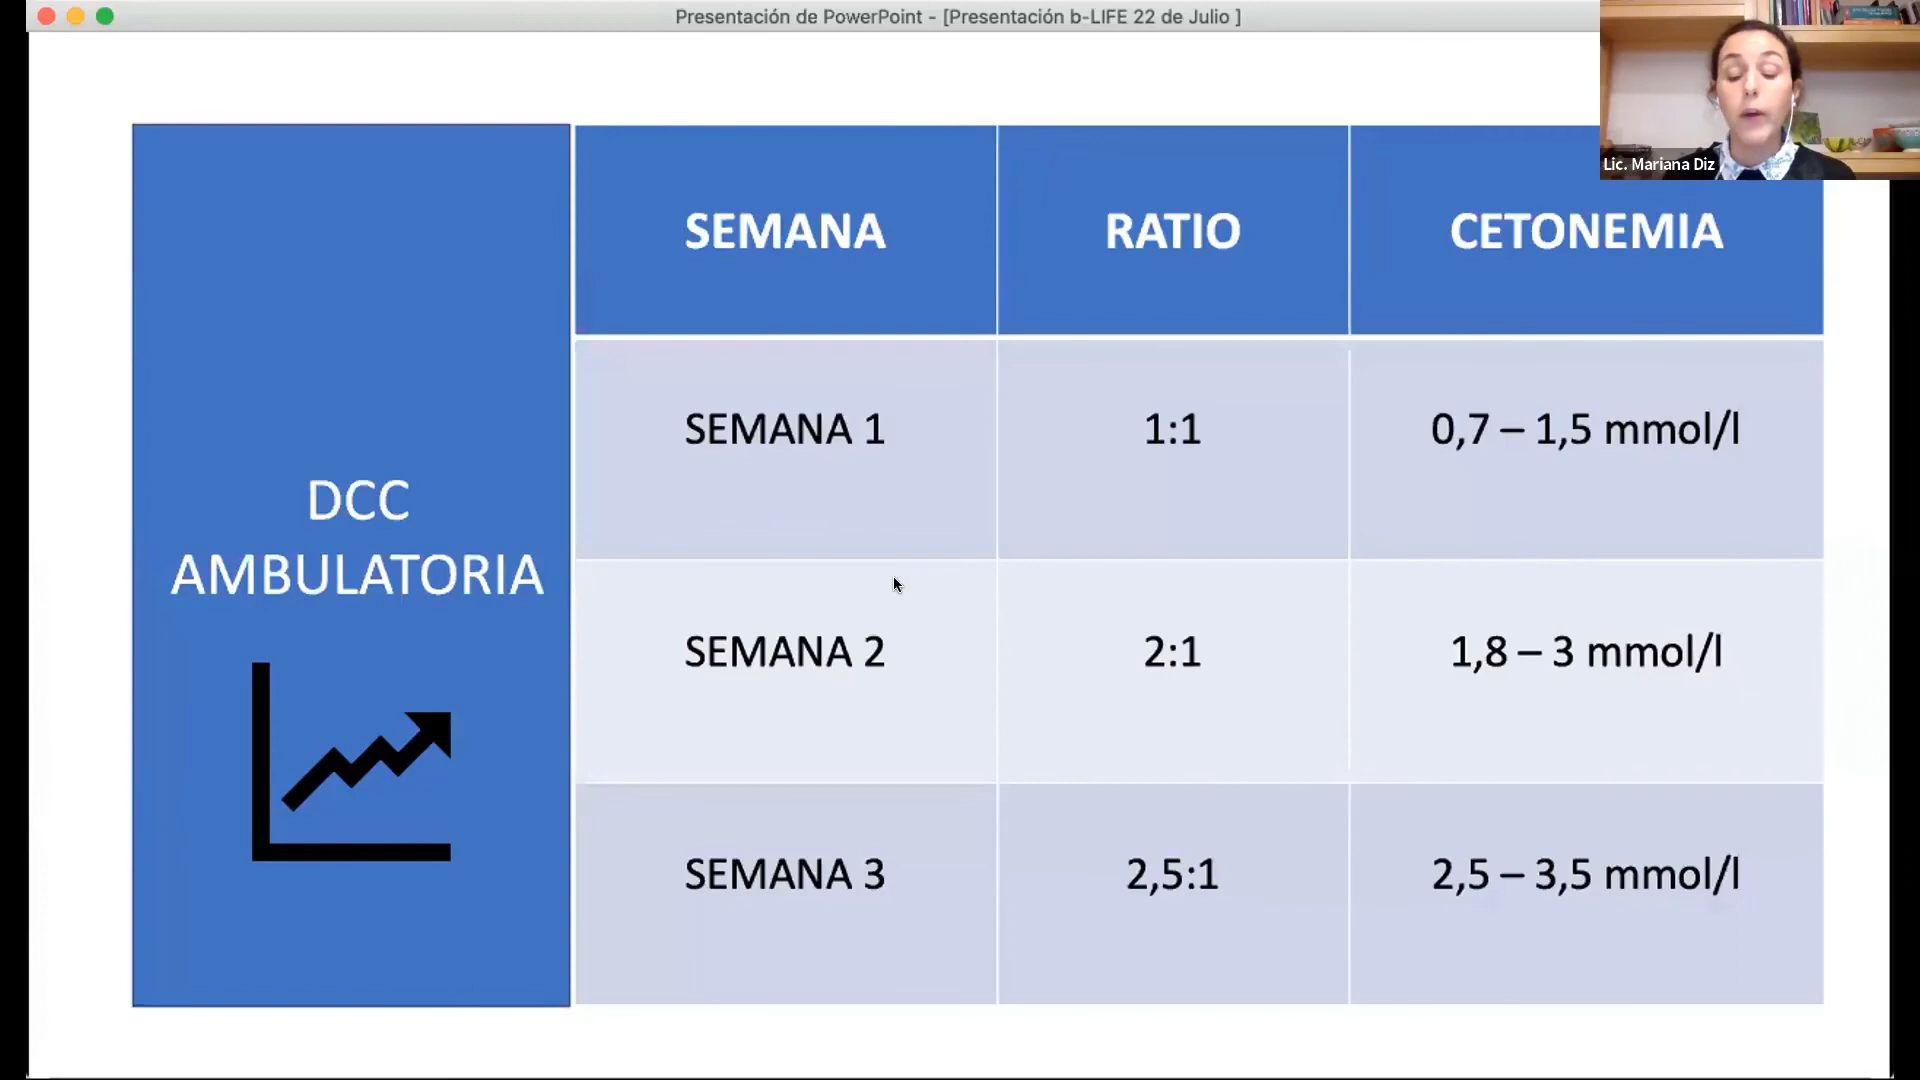 Presentación de PowerPoint - [Presentación b-LIFE 22 de Julio ]
Lic. Mariana Diz
DCC
AMBULATORIA
SEMANA RATIO CETONEMIA
SEMANA 1 1:1 0,7 – 1,5 mmol/l
SEMANA 2 2:1 1,8 – 3 mmol/l
SEMANA 3 2,5:1 2,5 – 3,5 mmol/l